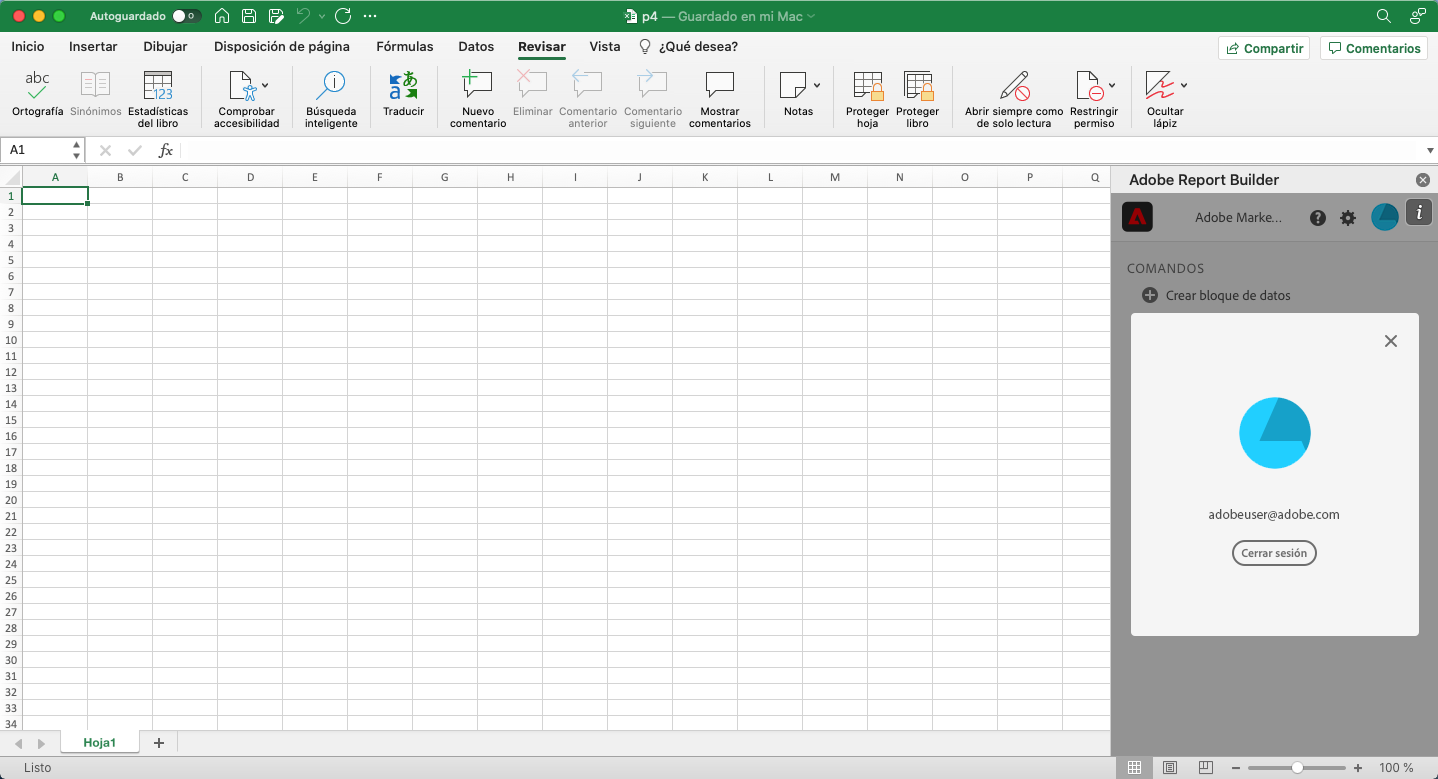 Autoguardado
p4 — Guardado en mi Mac
Inicio Insertar Dibujar Disposición de página Fórmulas Datos Revisar Vista ¿Qué desea? Compartir Comentarios
abc
Ortografía
Sinónimos
123
Estadísticas
del libro
Comprobar
accesibilidad
Búsqueda
inteligente
あ
a
Traducir
Nuevo
comentario
Eliminar
Comentario
anterior
Comentario
siguiente
Mostrar
comentarios
Notas
Proteger
hoja
Proteger
libro
Abrir siempre como
de solo lectura
Restringir
permiso
Ocultar
lápiz
A1 fx
A B C D E F G H I J K L M N O P Q
1
2
3
4
5
6
7
8
9
10
11
12
13
14
15
16
17
18
19
20
21
22
23
24
25
26
27
28
29
30
31
32
33
34
Adobe Report Builder
Adobe Marke...
COMANDOS
Crear bloque de datos
adobeuser@adobe.com
Cerrar sesión
Hoja1
Listo
100 %